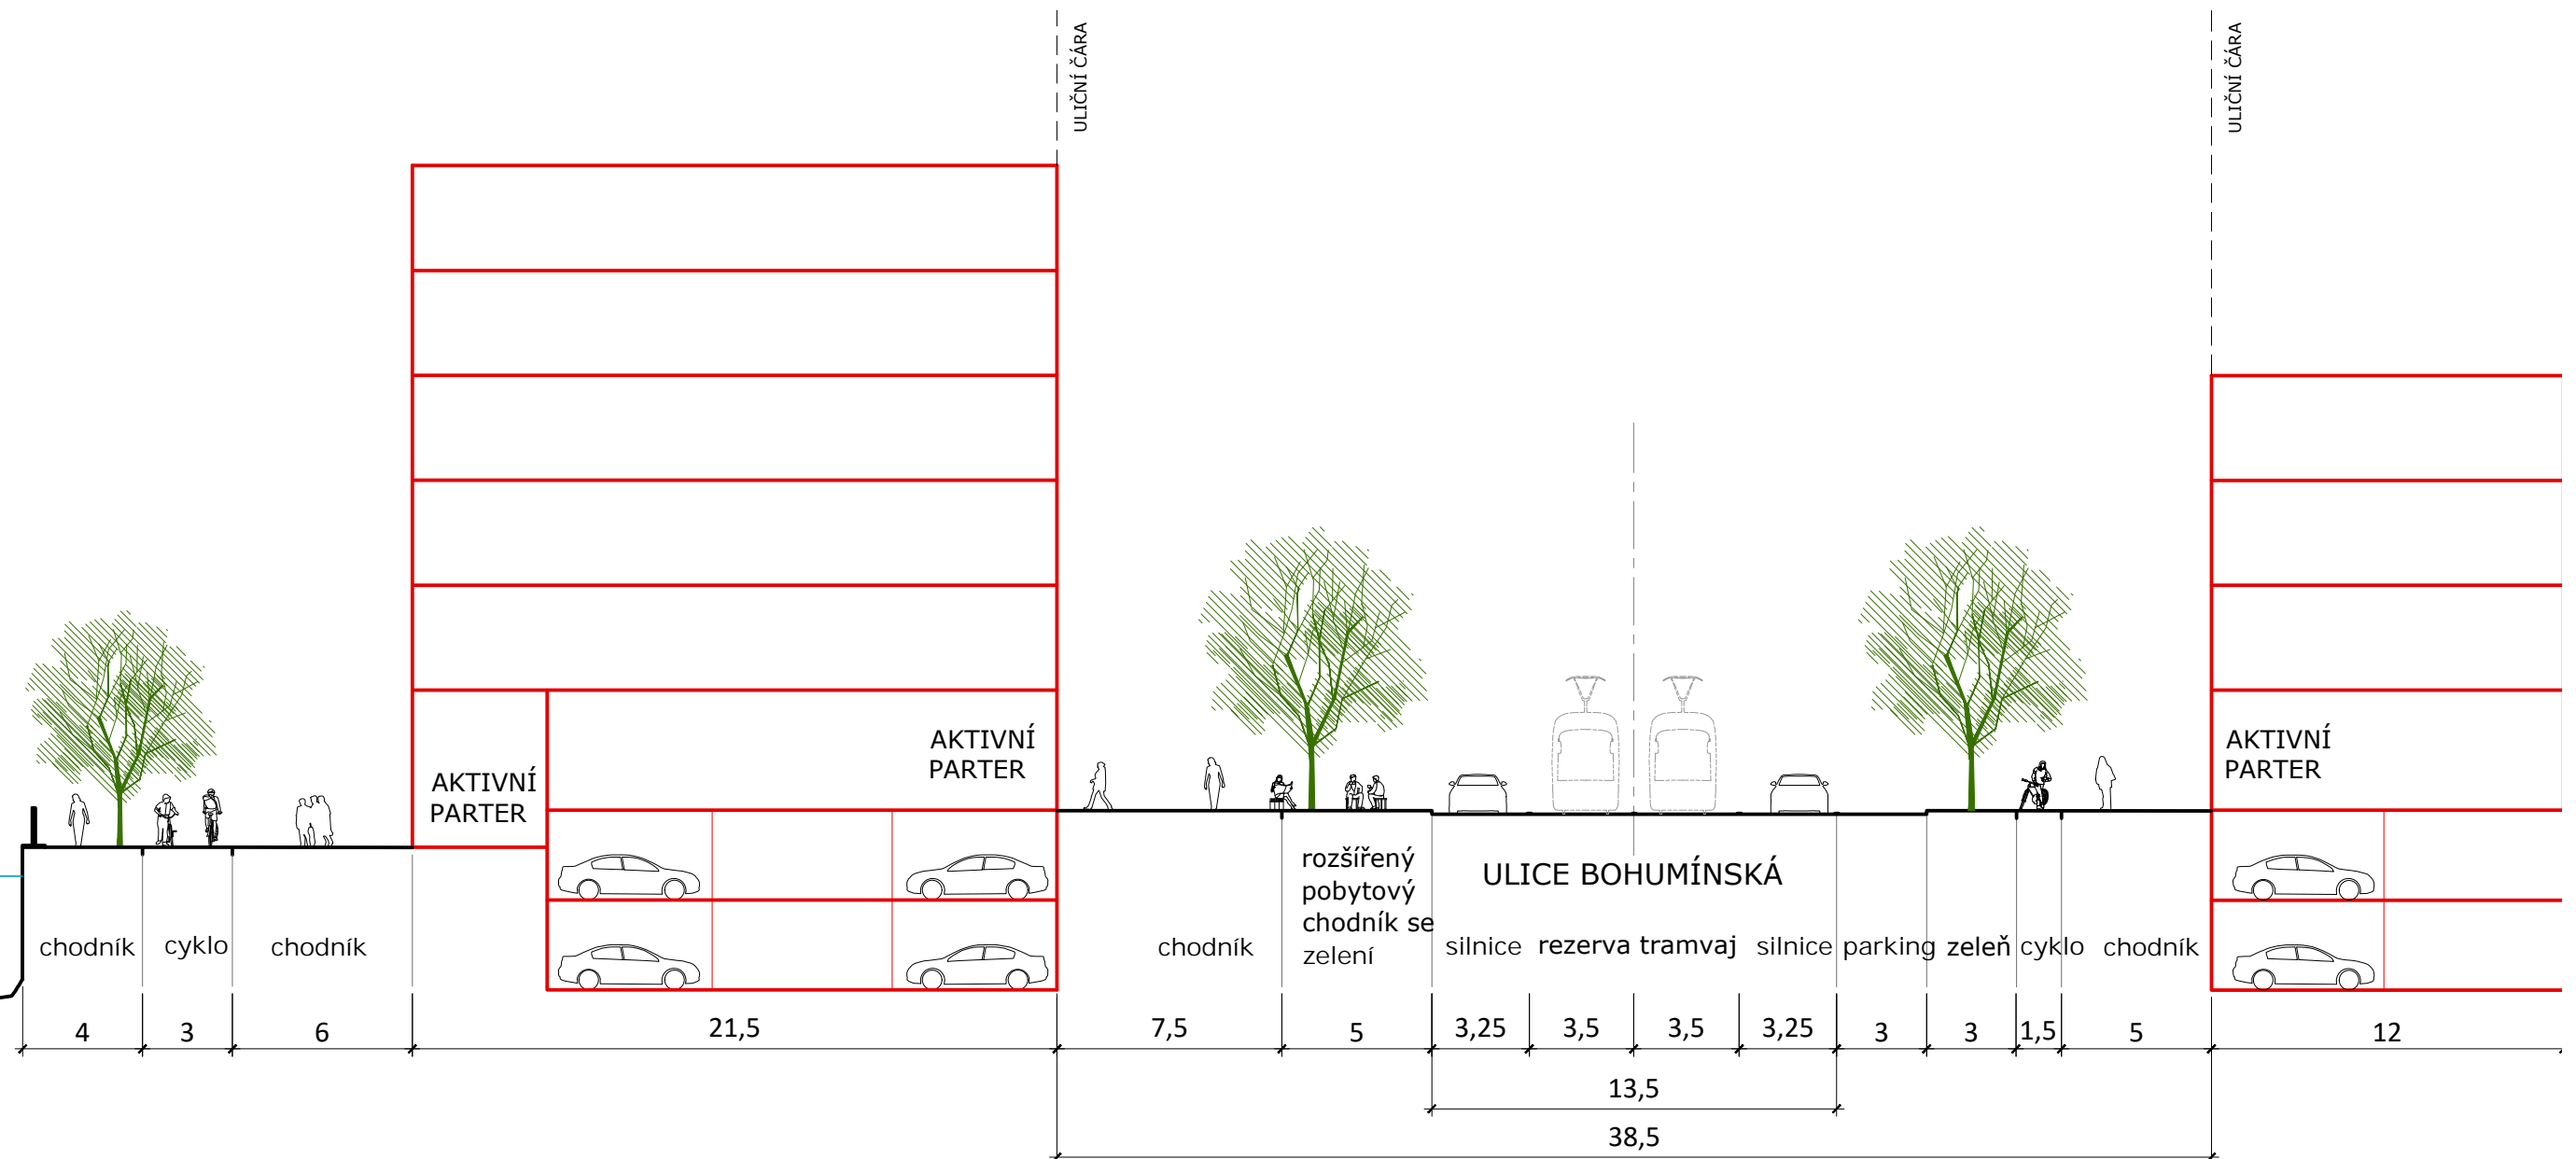 ULIČNÍ ČÁRA
ULIČNÍ ČÁRA
AKTIVNÍ
PARTER
AKTIVNÍ
PARTER
AKTIVNÍ
PARTER
rozšířený
pobytový
chodník se
zelení
ULICE BOHUMÍNSKÁ
chodník
cyklo
chodník
chodník
silnice
rezerva tramvaj
silnice
parking
zeleň
cyklo
chodník
4
3
6
21,5
7,5
5
3,25
3,5
3,5
3,25
3
3
1,5
5
12
13,5
38,5